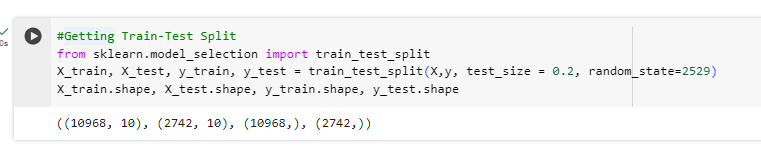 #Getting Train-Test Split
from sklearn.model_selection import train_test_split
X_train, X_test, y_train, y_test = train_test_split(X,y, test_size = 0.2, random_state=2529)
X_train.shape, X_test.shape, y_train.shape, y_test.shape
0s
((10968, 10), (2742, 10), (10968,), (2742,))